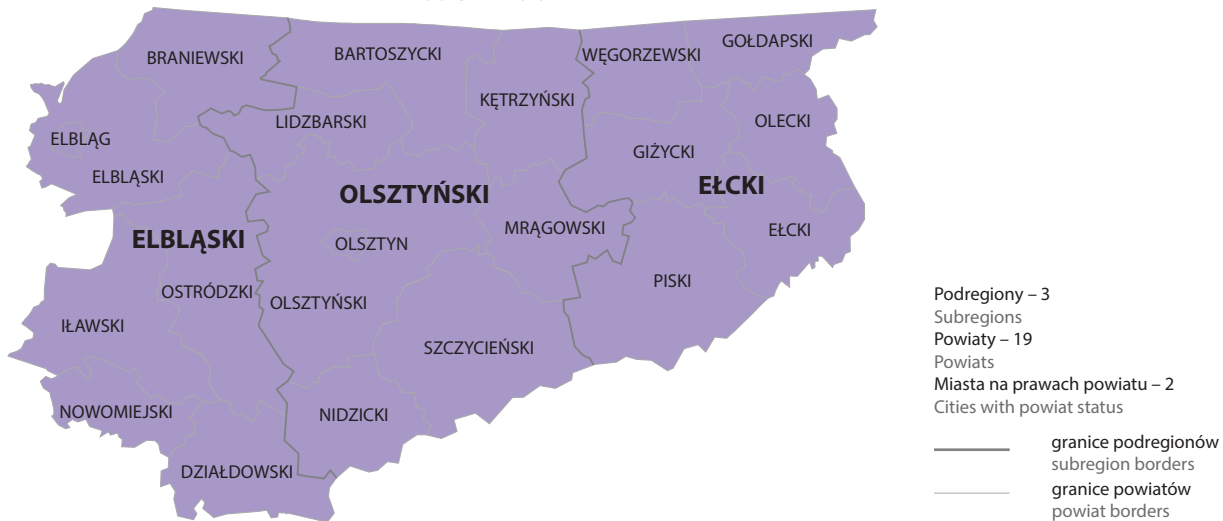 GOŁDAPSKI
BRANIEWSKI
BARTOSZYCKI
WĘGORZEWSKI
KĘTRZYŃSKI
LIDZBARSKI
OLECKI
ELBLĄG
GIŻYCKI
ELBLĄSKI
OLSZTYŃSKI
EŁCKI
MRĄGOWSKI
EŁCKI
ELBLĄSKI
OLSZTYN
PISKI
OSTRÓDZKI
OLSZTYŃSKI
IŁAWSKI
SZCZYCIEŃSKI
NOWOMIEJSKI
NIDZICKI
DZIAŁDOWSKI
Podregiony – 3
Subregions
Powiaty – 19
Powiats
Miasta na prawach powiatu – 2
Cities with powiat status
granice podregionów
subregion borders
granice powiatów
powiat borders